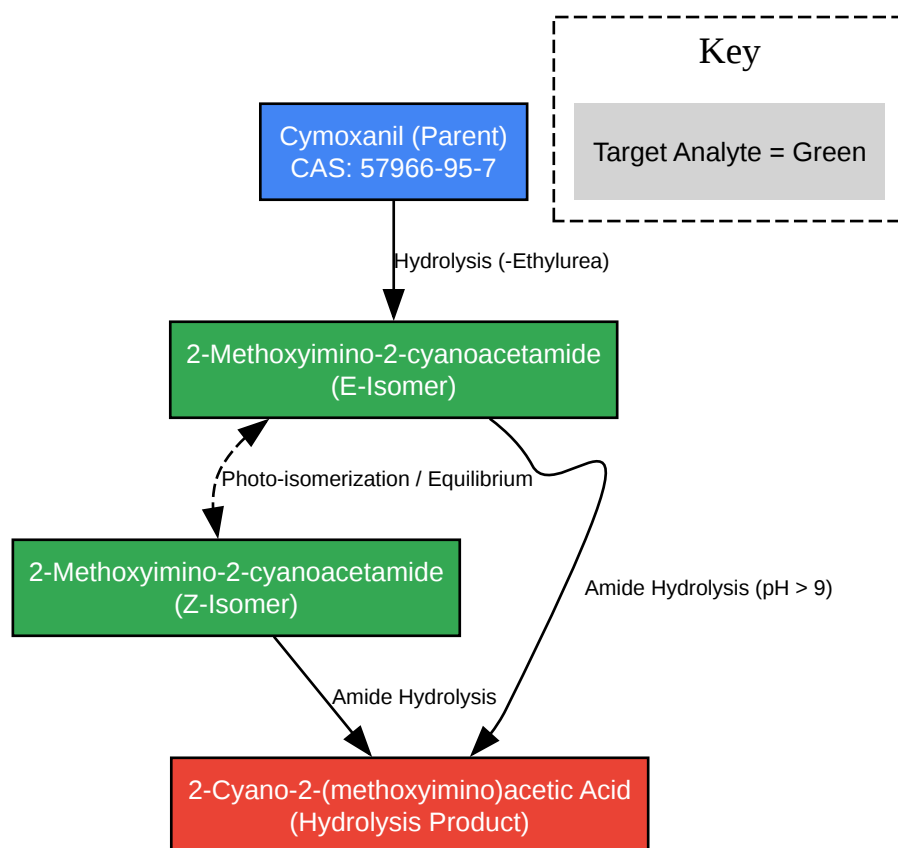 Key
Target Analyte = Green
Cymoxanil (Parent)
CAS: 57966-95-7
Hydrolysis (-Ethylurea)
2-Methoxyimino-2-cyanoacetamide
(E-Isomer)
Photo-isomerization / Equilibrium
2-Methoxyimino-2-cyanoacetamide
(Z-Isomer)
Amide Hydrolysis (pH > 9)
Amide Hydrolysis
2-Cyano-2-(methoxyimino)acetic Acid
(Hydrolysis Product)